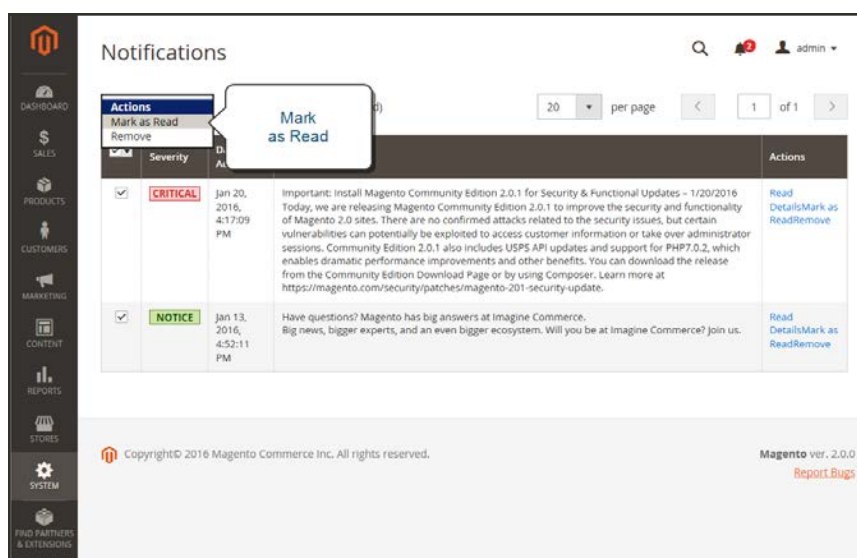 Notifications
2
admin
DASHBOARD
SALES
PRODUCTS
CUSTOMERS
MARKETING
CONTENT
REPORTS
STORES
SYSTEM
FIND PARTNERS
& EXTENSIONS
Actions
Mark as Read
Remove
Mark
as Read
20
per page
1
of 1
Severity
Actions
CRITICAL
Jan 20,
2016,
4:17:09
PM
Important: Install Magento Community Edition 2.0.1 for Security & Functional Updates – 1/20/2016
Today, we are releasing Magento Community Edition 2.0.1 to improve the security and functionality
of Magento 2.0 sites. There are no confirmed attacks related to the security issues, but certain
vulnerabilities can potentially be exploited to access customer information or take over administrator
sessions. Community Edition 2.0.1 also includes USPS API updates and support for PHP7.0.2, which
enables dramatic performance improvements and other benefits. You can download the release
from the Community Edition Download Page or by using Composer. Learn more at
https://magento.com/security/patches/magento-201-security-update.
Read
DetailsMark as
ReadRemove
NOTICE
Jan 13,
2016,
4:52:11
PM
Have questions? Magento has big answers at Imagine Commerce.
Big news, bigger experts, and an even bigger ecosystem. Will you be at Imagine Commerce? Join us.
Read
DetailsMark as
ReadRemove
Copyright© 2016 Magento Commerce Inc. All rights reserved.
Magento ver. 2.0.0
Report Bugs